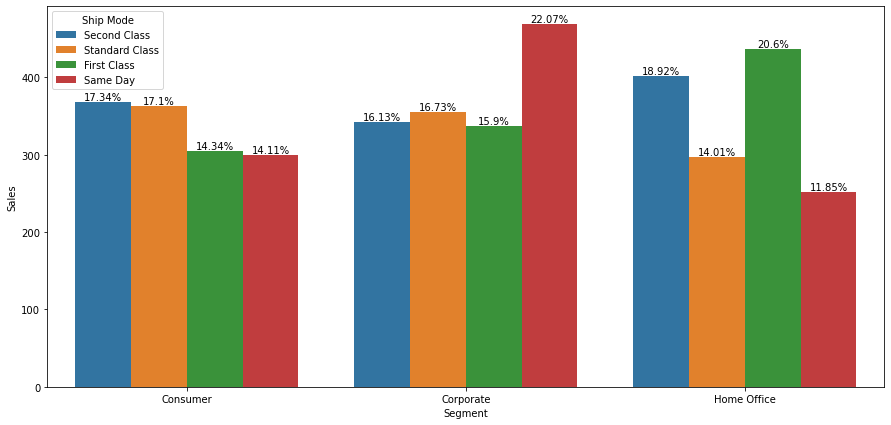 Ship Mode
Second Class
Standard Class
First Class
Same Day
17.34%
17.1%
14.34%
14.11%
16.13%
16.73%
15.9%
22.07%
18.92%
14.01%
20.6%
11.85%
400
300
200
100
0
Sales
Consumer
Corporate
Home Office
Segment